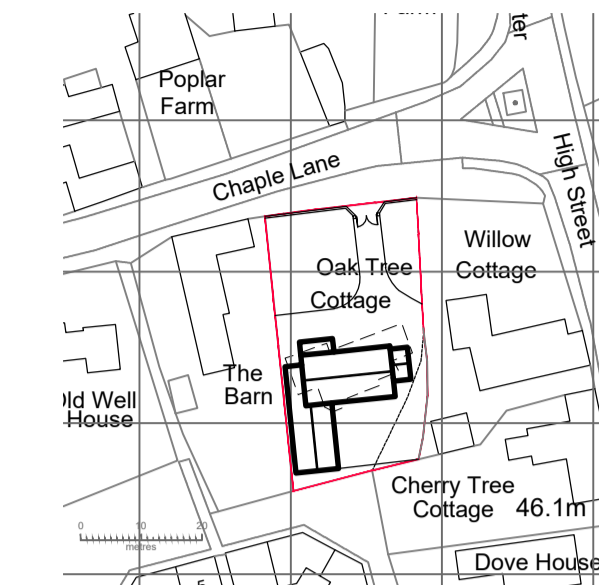 Poplar
Farm
Chaple Lane
High Street
Willow
Cottage
Oak Tree
Cottage
The
Barn
Old Well
House
Cherry Tree
Cottage
46.1m
0 10 20
metres
Dove House